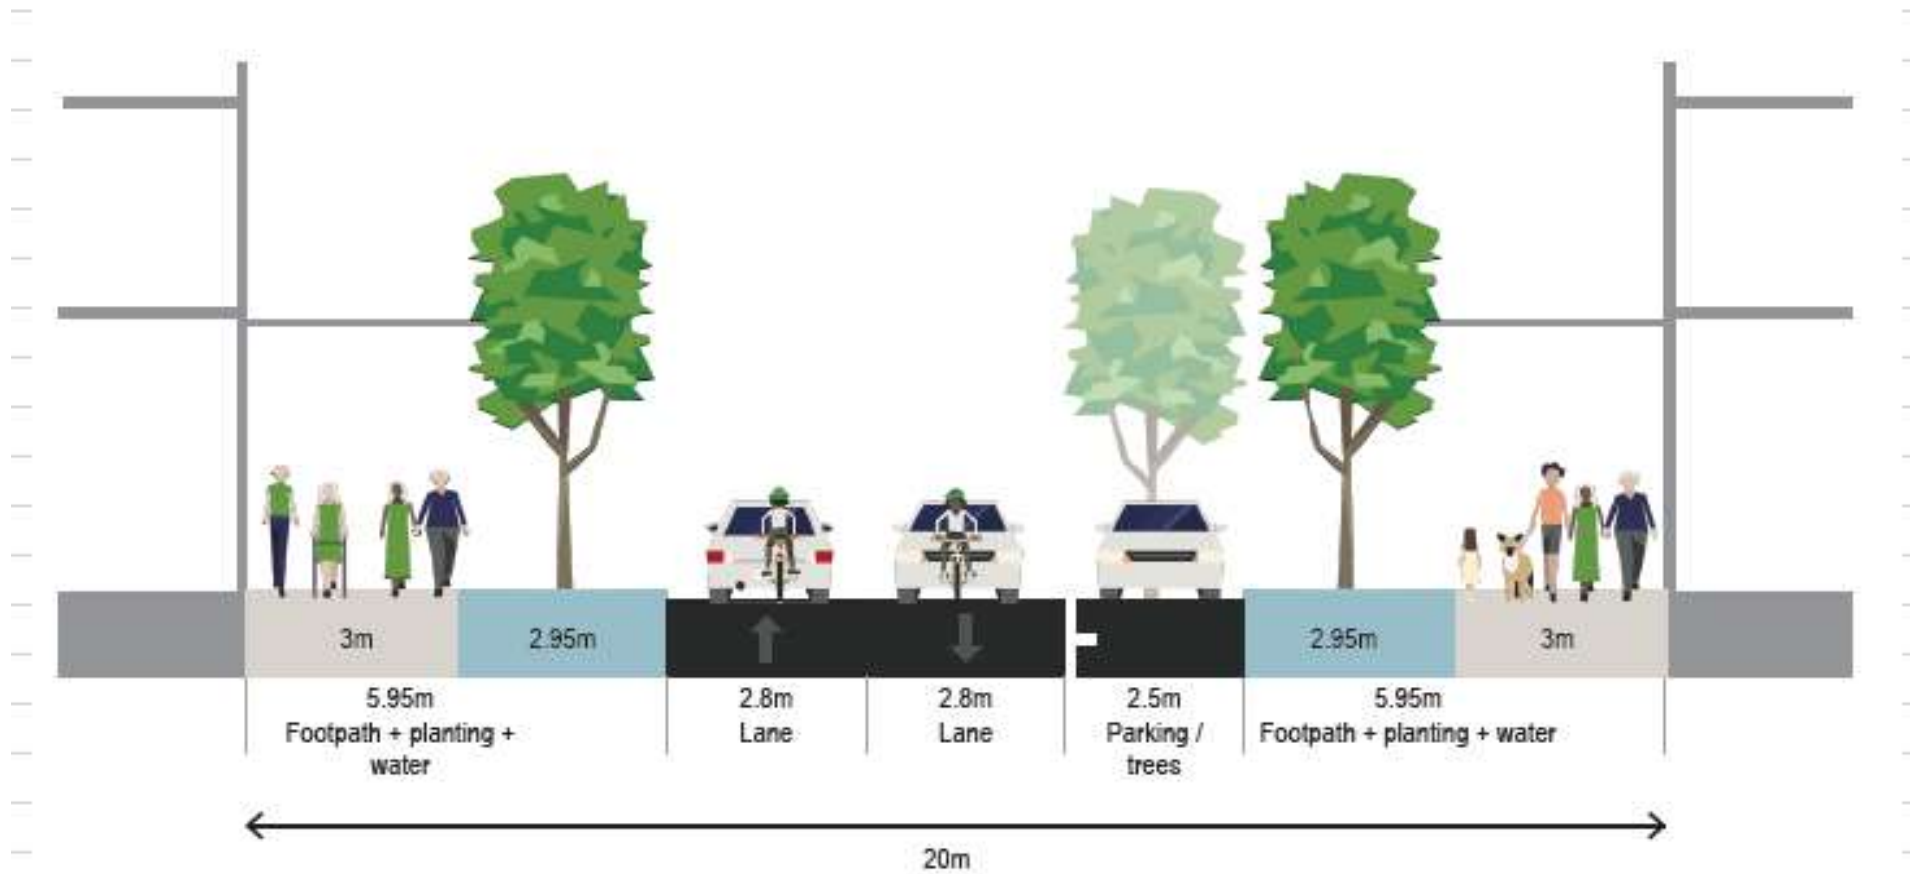 3m
2.95m
2.95m
3m
5.95m
Footpath + planting +
water
2.8m
Lane
2.8m
Lane
2.5m
Parking /
trees
5.95m
Footpath + planting + water
20m